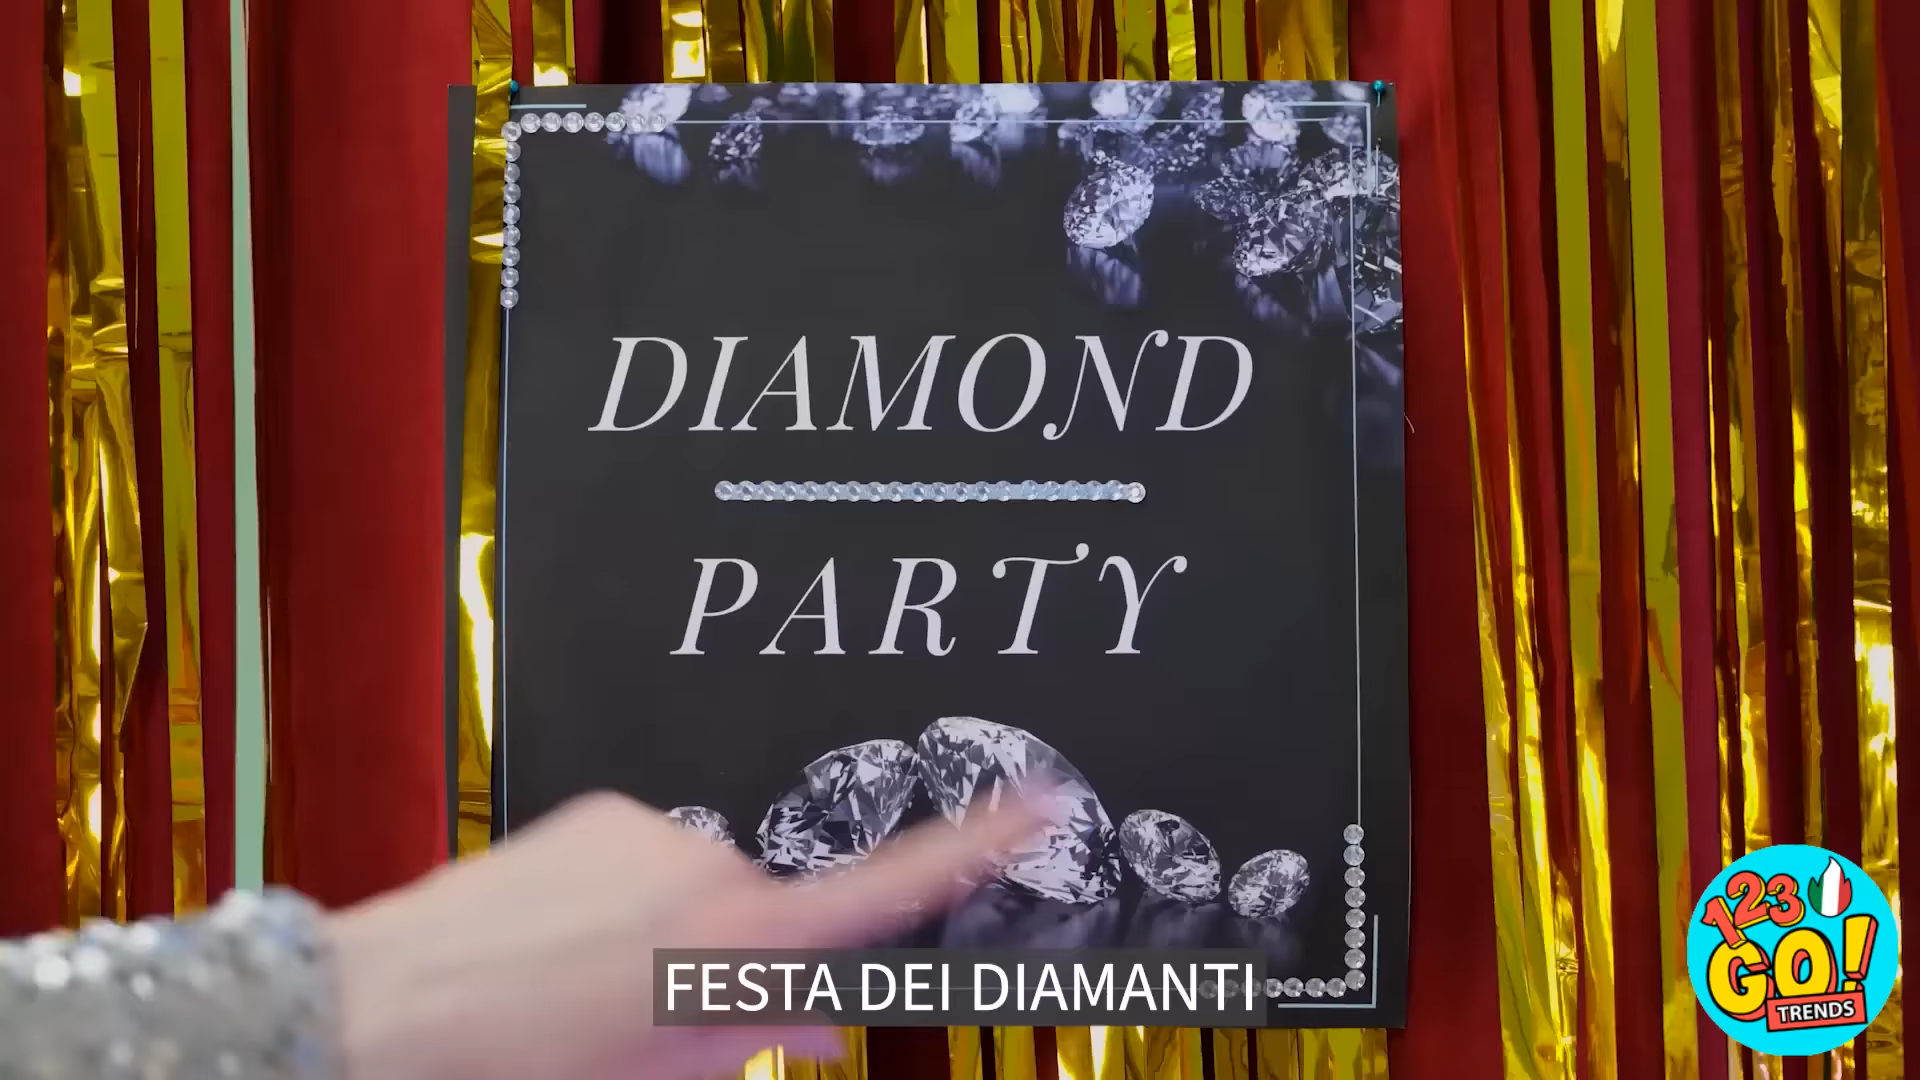 DIAMOND
PARTY
FESTA DEI DIAMANTI
123
GO!
TRENDS